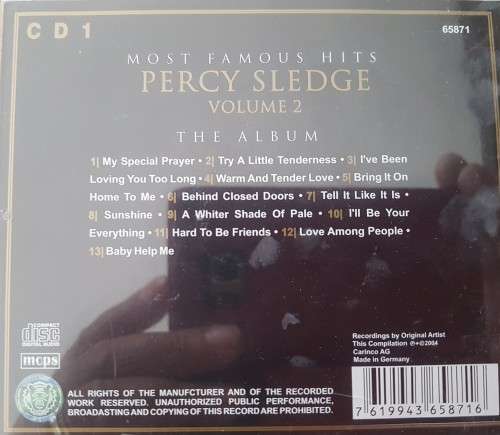 CD1
65871
MOST FAMOUS HITS
PERCY SLEDGE
VOLUME 2
THE ALBUM
1| My Special Prayer • 2| Try A Little Tenderness • 3| I've Been
Loving You Too Long • 4| Warm And Tender Love • 5| Bring It On
Home To Me • 6| Behind Closed Doors • 7| Tell It Like It Is •
8| Sunshine • 9| A Whiter Shade Of Pale • 10| I'll Be Your
Everything • 11| Hard To Be Friends • 12| Love Among People •
13| Baby Help Me
COMPACT
disc
DIGITAL AUDIO
mcps
Recordings by Original Artist
This Compilation ℗+©2004
Carinco AG
Made in Germany
ALL RIGHTS OF THE MANUFCTURER AND OF THE RECORDED
WORK RESERVED. UNAUTHORIZED PUBLIC PERFORMANCE,
BROADASTING AND COPYING OF THIS RECORD ARE PROHIBITED.
7 619943 658716